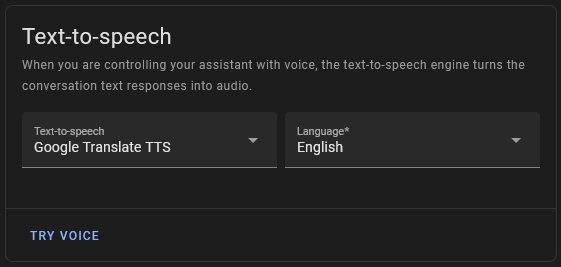 Text-to-speech
When you are controlling your assistant with voice, the text-to-speech engine turns the
conversation text responses into audio.
Text-to-speech
Google Translate TTS
Language*
English
TRY VOICE